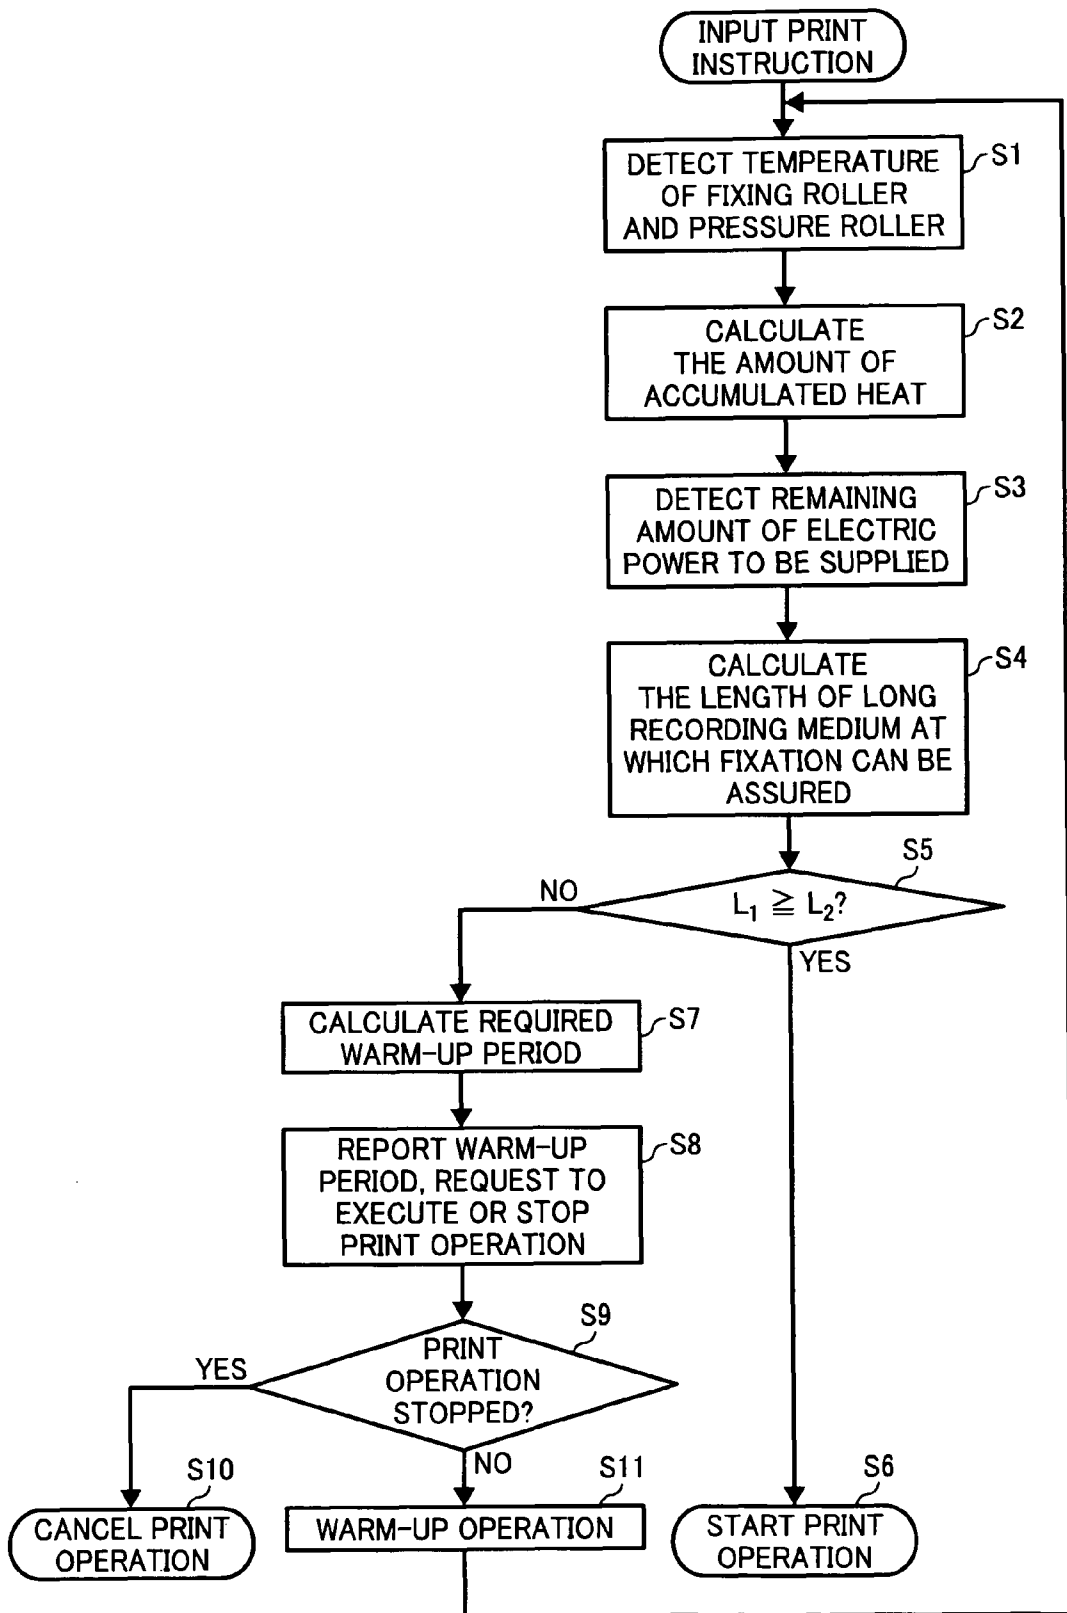 INPUT PRINT
INSTRUCTION
S1
DETECT TEMPERATURE
OF FIXING ROLLER
AND PRESSURE ROLLER
S2
CALCULATE
THE AMOUNT OF
ACCUMULATED HEAT
S3
DETECT REMAINING
AMOUNT OF ELECTRIC
POWER TO BE SUPPLIED
S4
CALCULATE
THE LENGTH OF LONG
RECORDING MEDIUM AT
WHICH FIXATION CAN BE
ASSURED
S5
L₁ ≧ L₂?
NO
YES
S7
CALCULATE REQUIRED
WARM-UP PERIOD
S8
REPORT WARM-UP
PERIOD, REQUEST TO
EXECUTE OR STOP
PRINT OPERATION
S9
PRINT
OPERATION
STOPPED?
YES
NO
S10
CANCEL PRINT
OPERATION
S11
WARM-UP OPERATION
S6
START PRINT
OPERATION